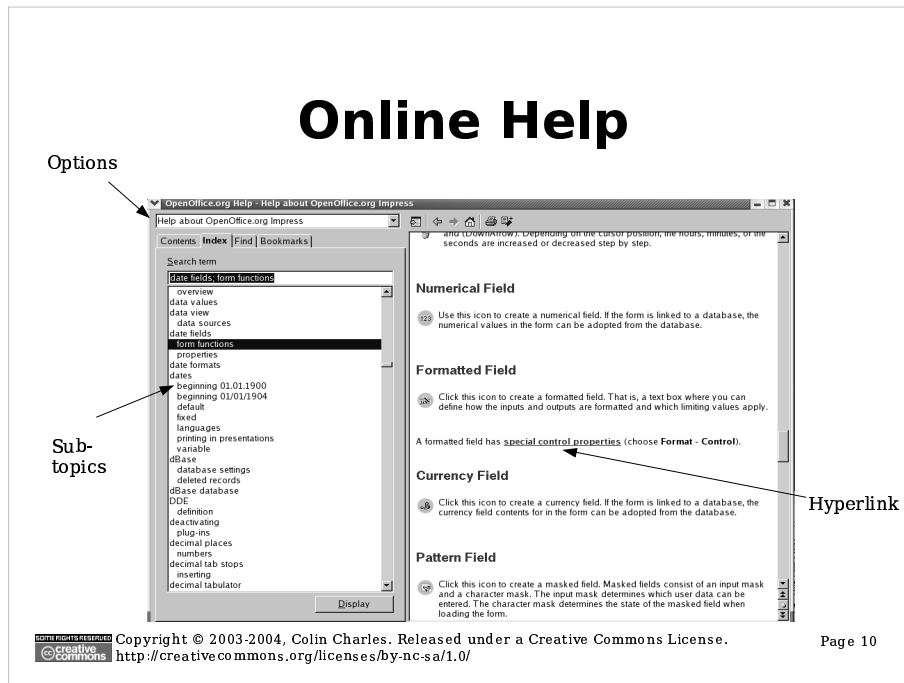 Online Help
Options
OpenOffice.org Help - Help about OpenOffice.org Impress
Help about OpenOffice.org Impress
Contents Index Find Bookmarks
Search term
date fields; form functions
overview
data values
data view
data sources
date fields
form functions
properties
date formats
dates
beginning 01.01.1900
beginning 01/01/1904
default
fixed
languages
printing in presentations
variable
dBase
database settings
deleted records
dBase database
DDE
definition
deactivating
plug-ins
decimal places
numbers
decimal tab stops
inserting
decimal tabulator
Display
and (DownArrow). Depending on the cursor position, the hours, minutes, or the
seconds are increased or decreased step by step.
Numerical Field
123
Use this icon to create a numerical field. If the form is linked to a database, the
numerical values in the form can be adopted from the database.
Formatted Field
Click this icon to create a formatted field. That is, a text box where you can
define how the inputs and outputs are formatted and which limiting values apply.
A formatted field has special control properties (choose Format - Control).
Currency Field
Click this icon to create a currency field. If the form is linked to a database, the
currency field contents for in the form can be adopted from the database.
Pattern Field
Click this icon to create a masked field. Masked fields consist of an input mask
and a character mask. The input mask determines which user data can be
entered. The character mask determines the state of the masked field when
loading the form.
Sub-
topics
Hyperlink
SOME RIGHTS RESERVED
creative
commons
Copyright © 2003-2004, Colin Charles. Released under a Creative Commons License.
http://creativecommons.org/licenses/by-nc-sa/1.0/
Page 10